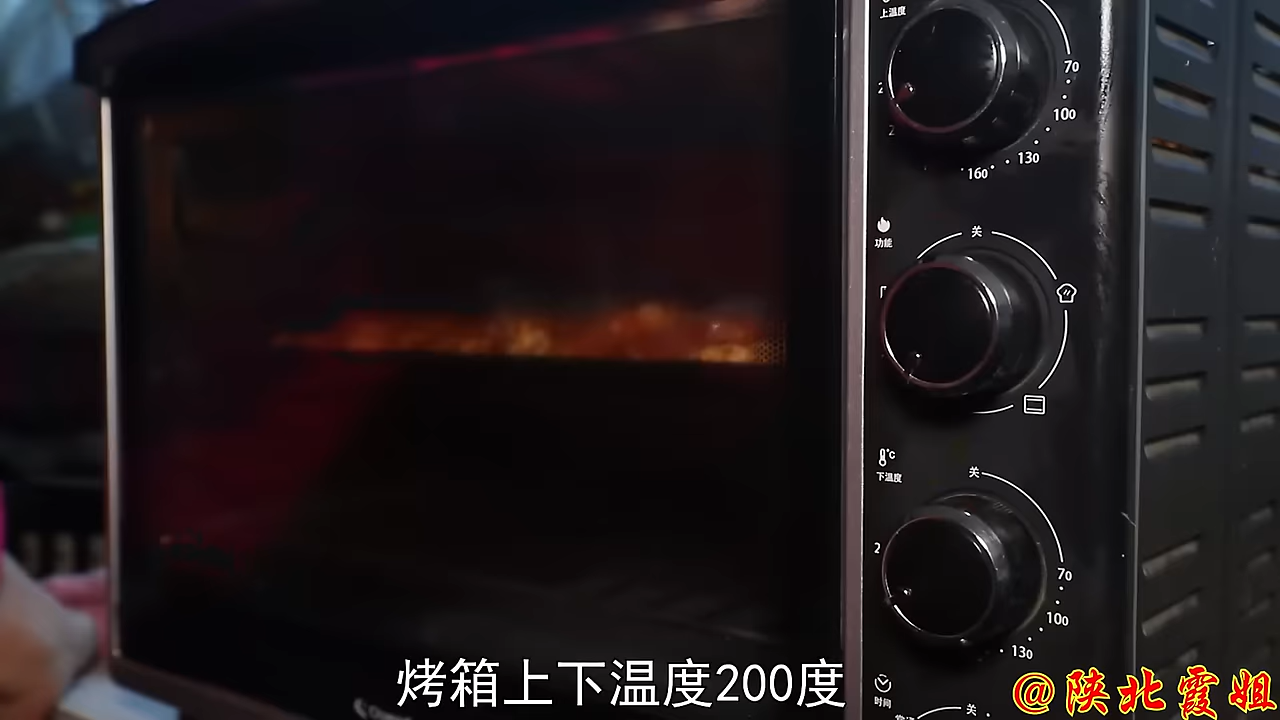 上温度
70
100
130
160
功能
关
°C
下温度
关
70
100
130
时间
关
烤箱上下温度200度
@陕北霞姐